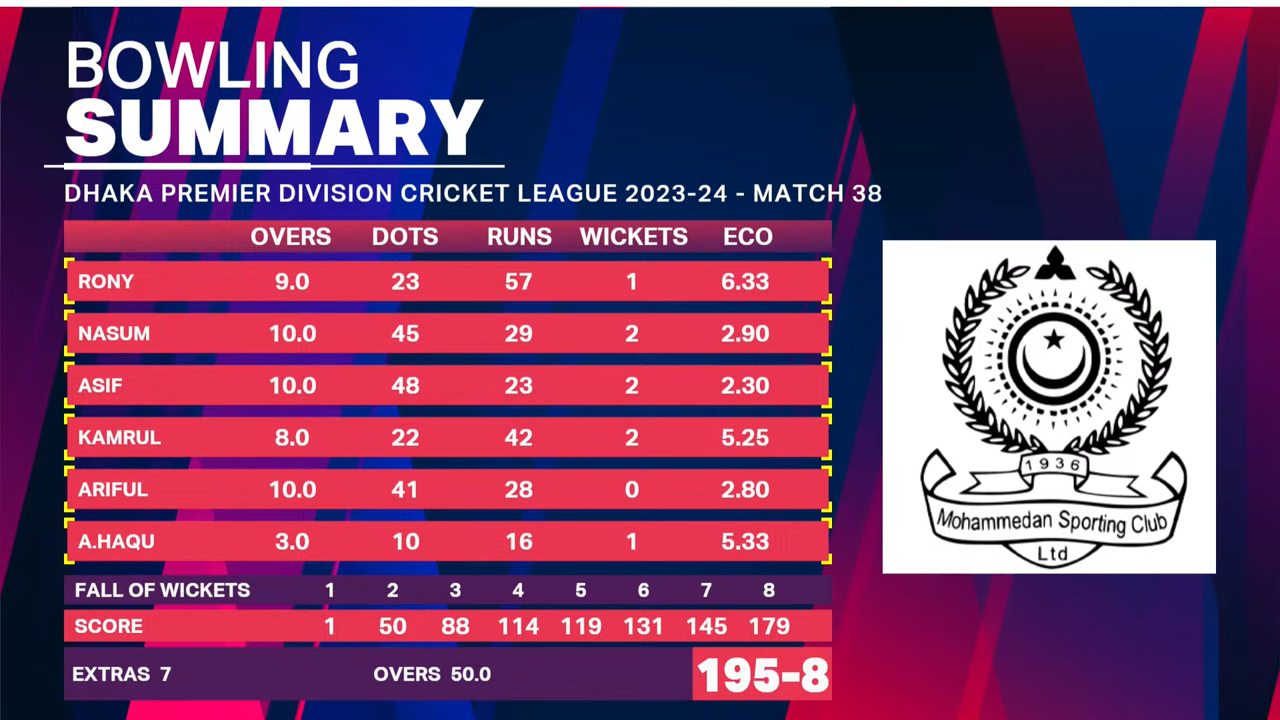 BOWLING
SUMMARY
DHAKA PREMIER DIVISION CRICKET LEAGUE 2023-24 - MATCH 38
OVERS DOTS RUNS WICKETS ECO
RONY 9.0 23 57 1 6.33
NASUM 10.0 45 29 2 2.90
ASIF 10.0 48 23 2 2.30
KAMRUL 8.0 22 42 2 5.25
ARIFUL 10.0 41 28 0 2.80
A.HAQU 3.0 10 16 1 5.33
FALL OF WICKETS 1 2 3 4 5 6 7 8
SCORE 1 50 88 114 119 131 145 179
EXTRAS 7 OVERS 50.0 195-8
1936
Mohammedan Sporting Club
Ltd